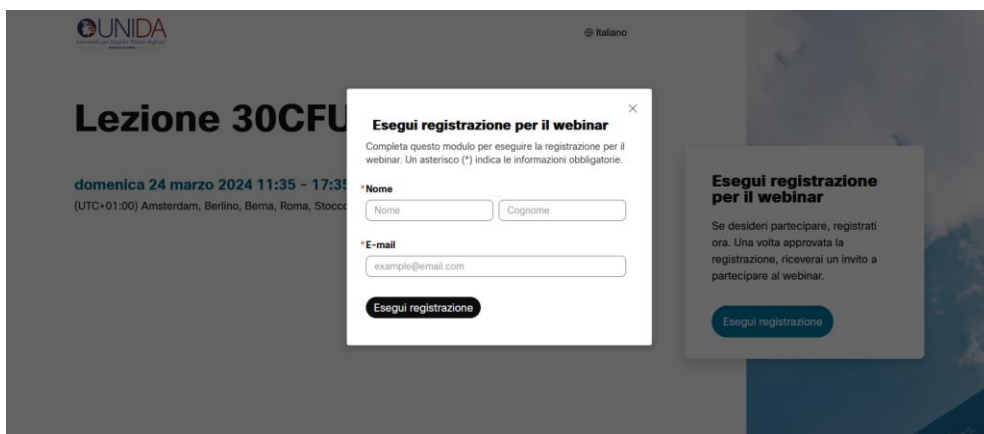 UNIDA
Italiano
Lezione 30CFU
domenica 24 marzo 2024 11:35 - 17:35
(UTC+01:00) Amsterdam, Berlino, Berna, Roma, Stocco
Esegui registrazione per il webinar
Completa questo modulo per eseguire la registrazione per il
webinar. Un asterisco (*) indica le informazioni obbligatorie.
*Nome
Nome Cognome
*E-mail
example@email.com
Esegui registrazione
Esegui registrazione
per il webinar
Se desideri partecipare, registrati
ora. Una volta approvata la
registrazione, riceverai un invito a
partecipare al webinar.
Esegui registrazione